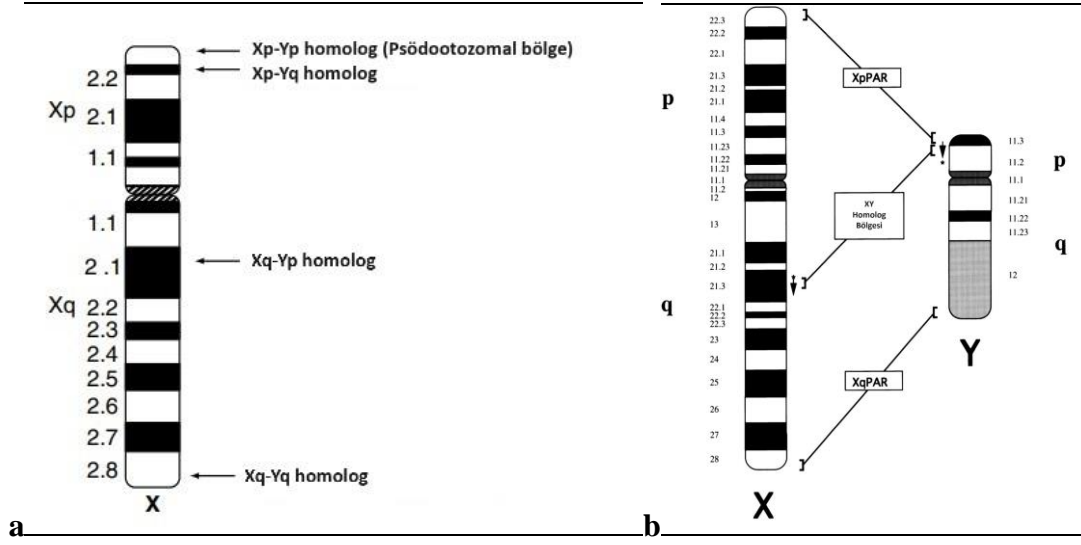 Xp-Yp homolog (Psödootozomal bölge)
Xp-Yq homolog
2.2
Xp
2.1
1.1
1.1
2 .1
Xq-Yp homolog
Xq
2.2
2.3
2.4
2.5
2.6
2.7
2.8
Xq-Yq homolog
X
a
22.3
22.2
22.1
21.3
21.2
p
21.1
11.4
11.3
11.23
11.22
11.21
11.1
11.2
12
13
21.1
21.2
21.3
q
22.1
22.2
22.3
23
24
25
26
27
28
X
XpPAR
XY
Homolog
Bölgesi
XqPAR
11.3
11.2
p
11.1
11.21
11.22
11.23
q
12
Y
b